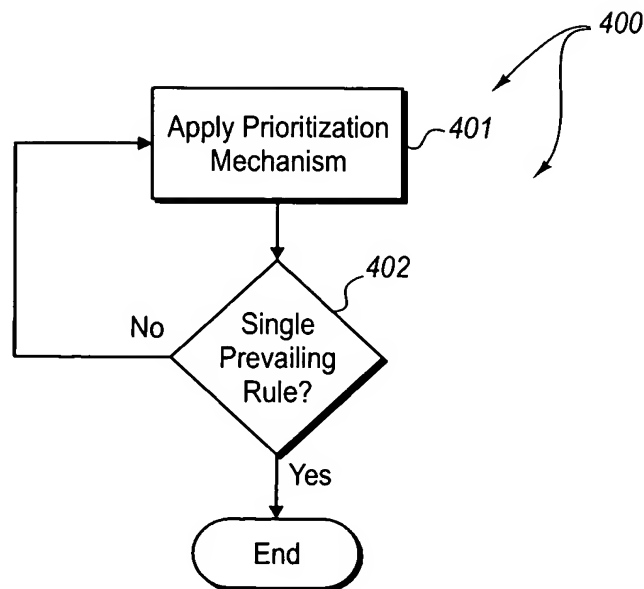 400
Apply Prioritization
Mechanism
401
402
No
Single
Prevailing
Rule?
Yes
End